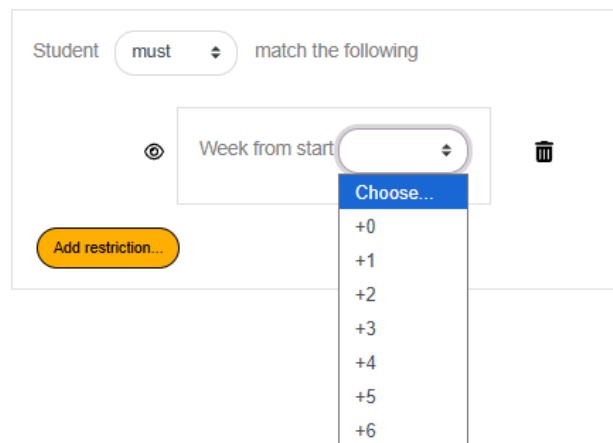 Student must match the following
Week from start
Choose...
+0
+1
+2
+3
+4
+5
+6
Add restriction...